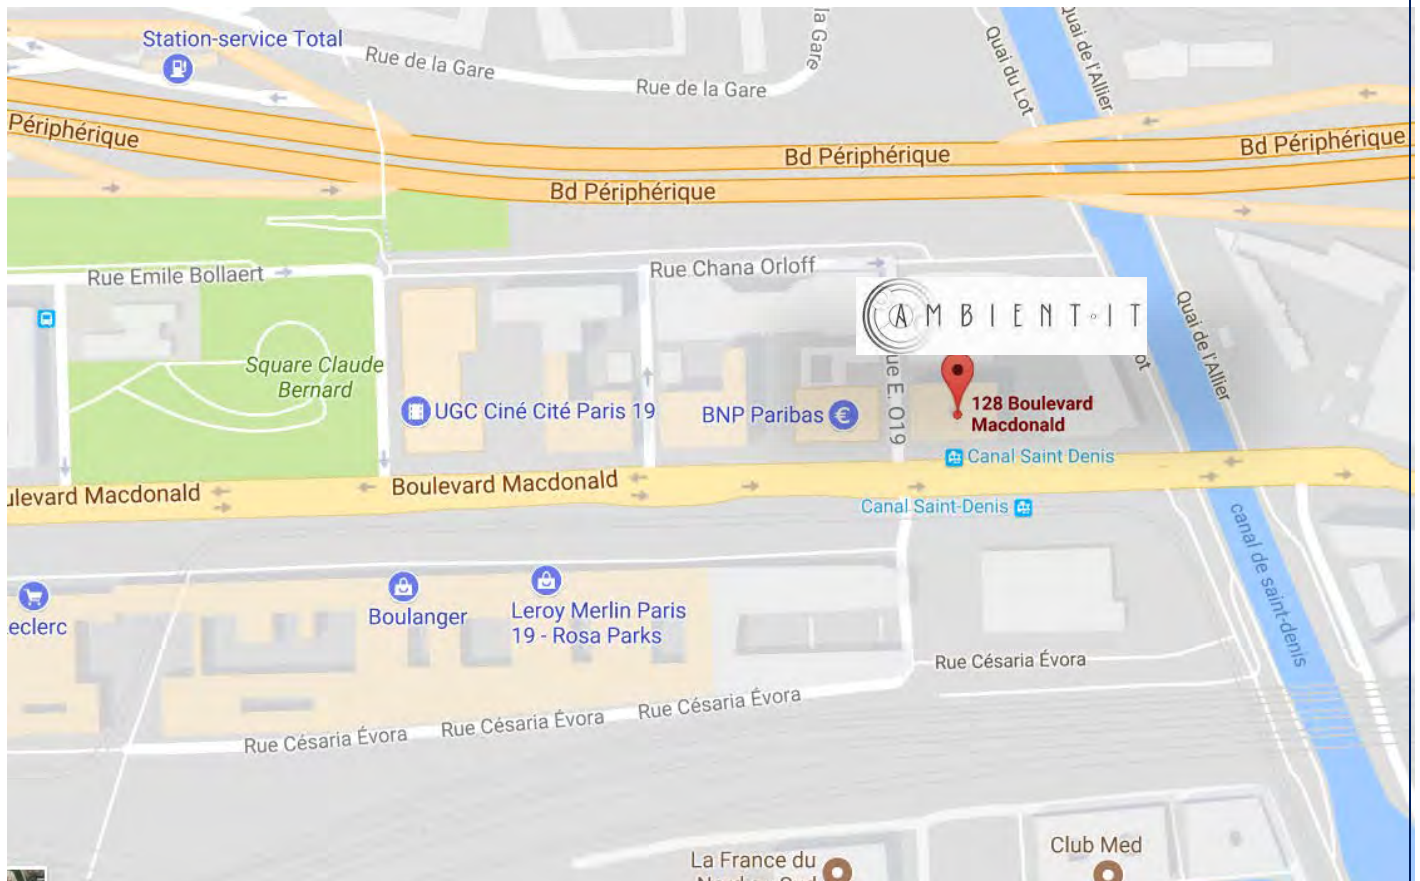 Station-service Total
Rue de la Gare
Rue de la Gare
la Gare
Quai du Lot
Quai de l'Allier
Périphérique
Bd Périphérique
Bd Périphérique
Bd Périphérique
Rue Emile Bollaert
Rue Chana Orloff
AMBIENT·IT
Quai de l'Allier
ot
Square Claude
Bernard
UGC Ciné Cité Paris 19
BNP Paribas
€
ue E. O19
128 Boulevard
Macdonald
Canal Saint Denis
ulevard Macdonald
Boulevard Macdonald
Canal Saint-Denis
canal de saint-denis
eclerc
Boulanger
Leroy Merlin Paris
19 - Rosa Parks
Rue Césaria Évora
Rue Césaria Évora
Rue Césaria Évora
Rue Césaria Évora
La France du
Club Med